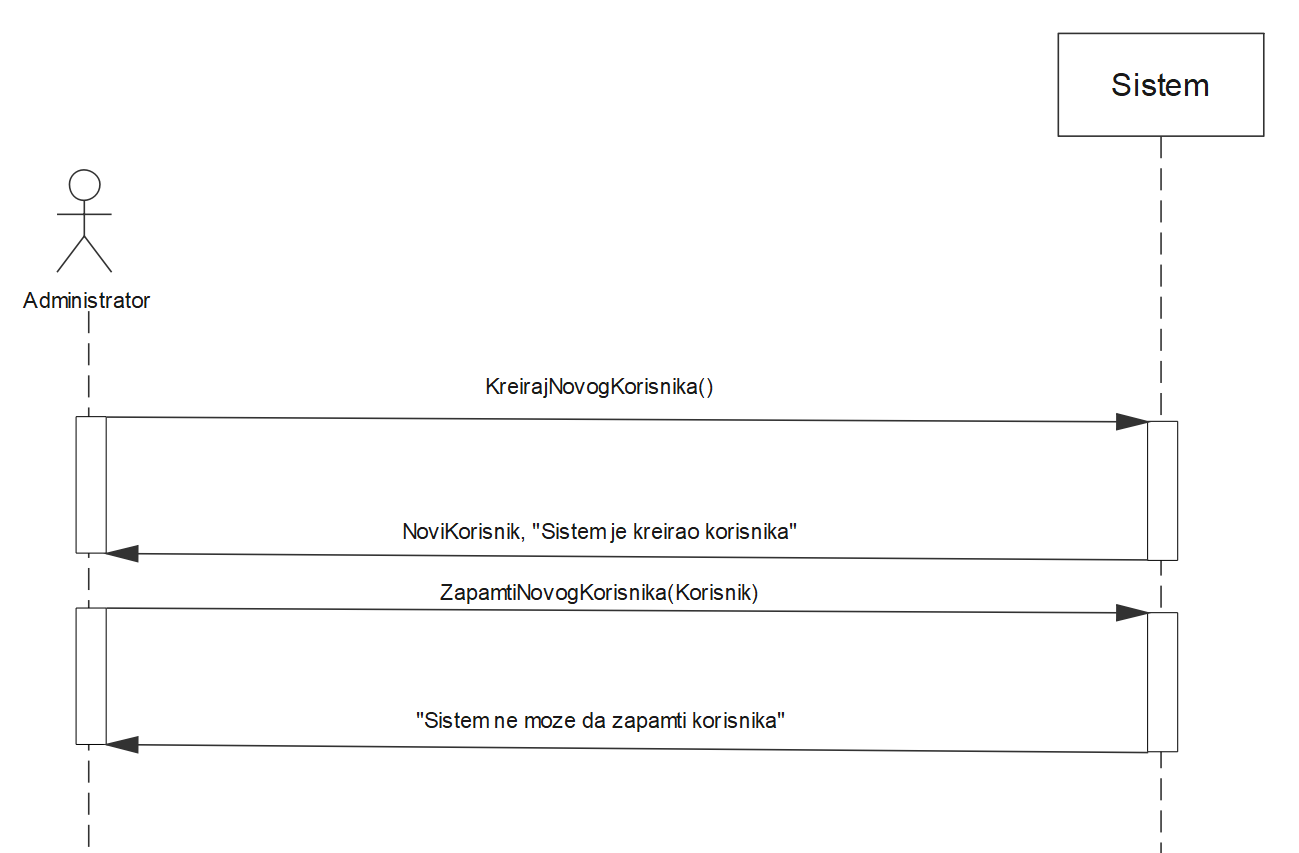 Sistem
Administrator
KreirajNovogKorisnika()
NoviKorisnik, "Sistem je kreirao korisnika"
ZapamtiNovogKorisnika(Korisnik)
"Sistem ne moze da zapamti korisnika"